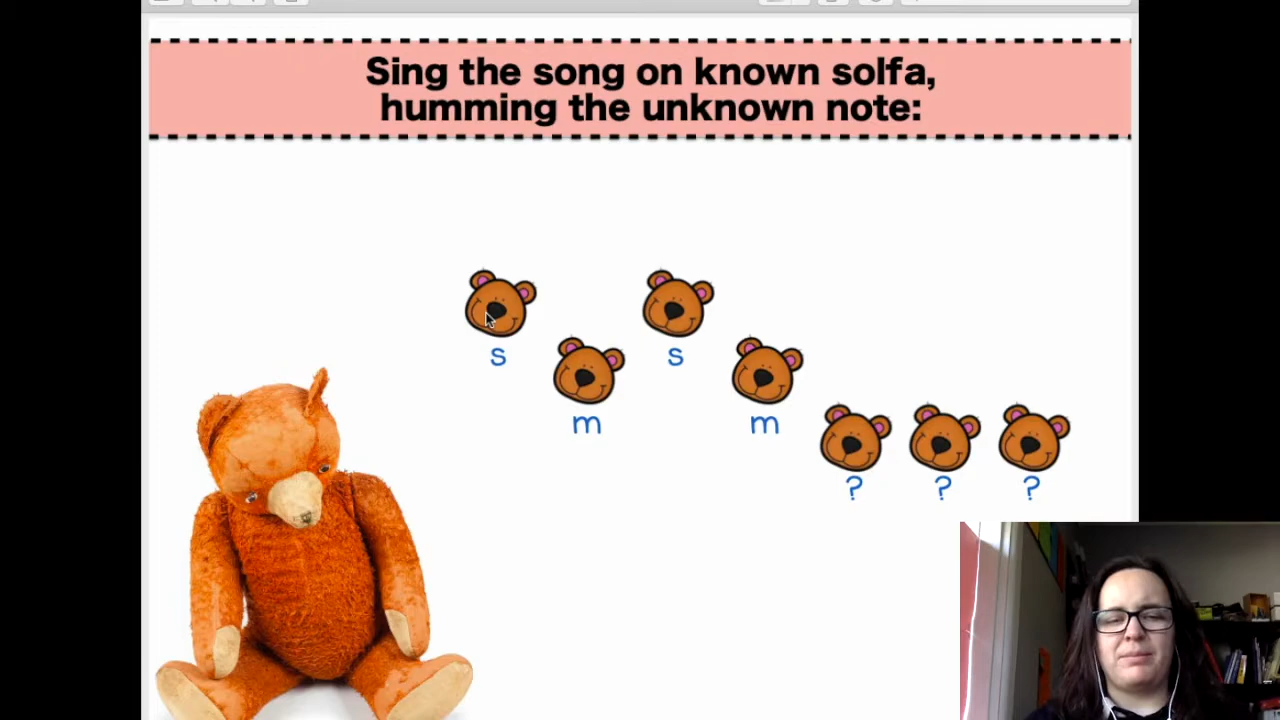 Sing the song on known solfa,
humming the unknown note:
s s
m m
? ? ?